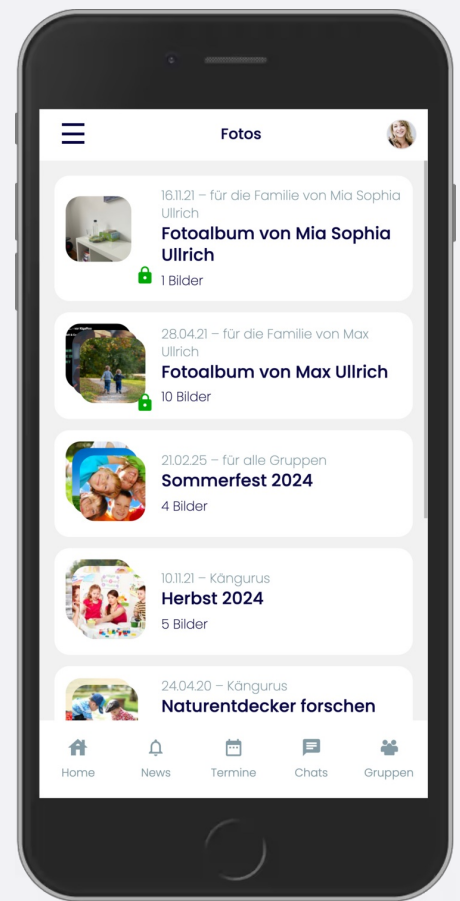 Fotos
16.11.21 – für die Familie von Mia Sophia
Ullrich
Fotoalbum von Mia Sophia
Ullrich
1 Bilder
28.04.21 – für die Familie von Max
Ullrich
Fotoalbum von Max Ullrich
10 Bilder
21.02.25 – für alle Gruppen
Sommerfest 2024
4 Bilder
10.11.21 – Kängurus
Herbst 2024
5 Bilder
24.04.20 – Kängurus
Naturentdecker forschen
Home
News
Termine
Chats
Gruppen